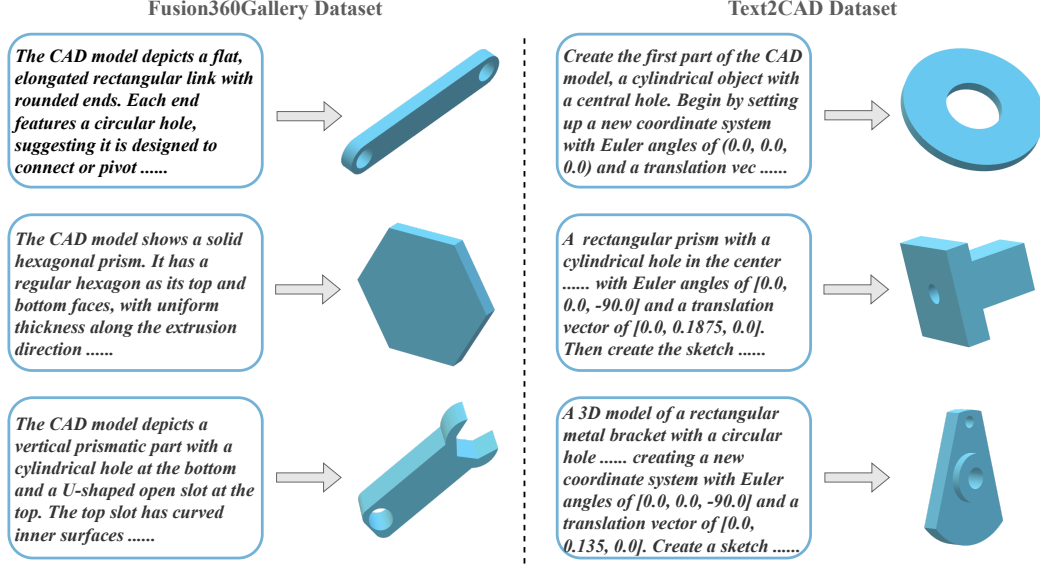 Fusion360Gallery Dataset
The CAD model depicts a flat,
elongated rectangular link with
rounded ends. Each end
features a circular hole,
suggesting it is designed to
connect or pivot ......
The CAD model shows a solid
hexagonal prism. It has a
regular hexagon as its top and
bottom faces, with uniform
thickness along the extrusion
direction ......
The CAD model depicts a
vertical prismatic part with a
cylindrical hole at the bottom
and a U-shaped open slot at the
top. The top slot has curved
inner surfaces ......
Text2CAD Dataset
Create the first part of the CAD
model, a cylindrical object with
a central hole. Begin by setting
up a new coordinate system
with Euler angles of (0.0, 0.0,
0.0) and a translation vec ......
A rectangular prism with a
cylindrical hole in the center
...... with Euler angles of [0.0,
0.0, -90.0] and a translation
vector of [0.0, 0.1875, 0.0].
Then create the sketch ......
A 3D model of a rectangular
metal bracket with a circular
hole ...... creating a new
coordinate system with Euler
angles of [0.0, 0.0, -90.0] and a
translation vector of [0.0,
0.135, 0.0]. Create a sketch ......